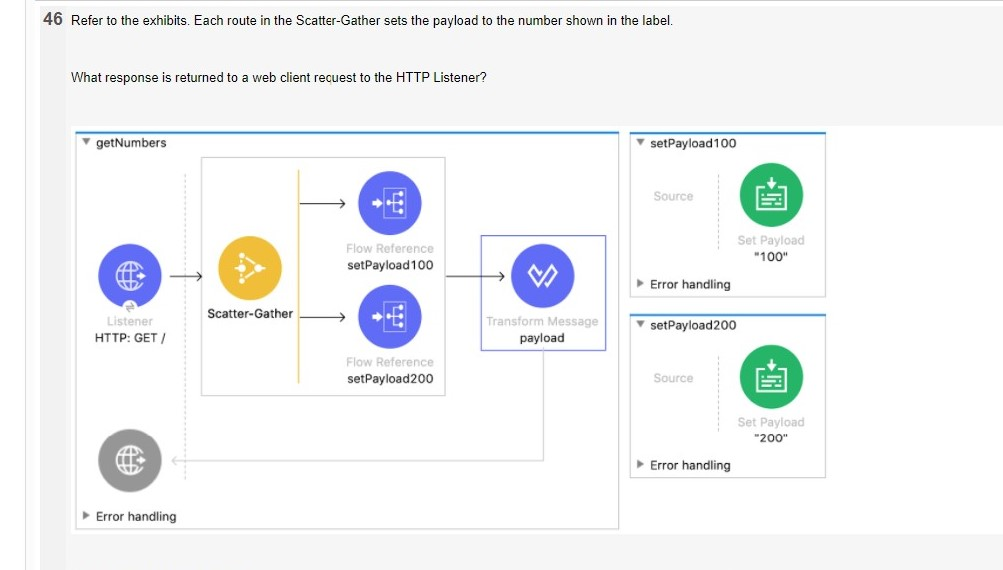 46 Refer to the exhibits. Each route in the Scatter-Gather sets the payload to the number shown in the label.
What response is returned to a web client recuest to the HTTP Listener?
getNumbers
Flow Reference
setPayload100
Listener
HTTP: GET /
Scatter-Gather
Transform Message
payload
Flow Reference
setPayload200
Error handling
setPayload100
Source
Set Payload
"100"
Error handling
setPayload200
Source
Set Payload
"200"
Error handling